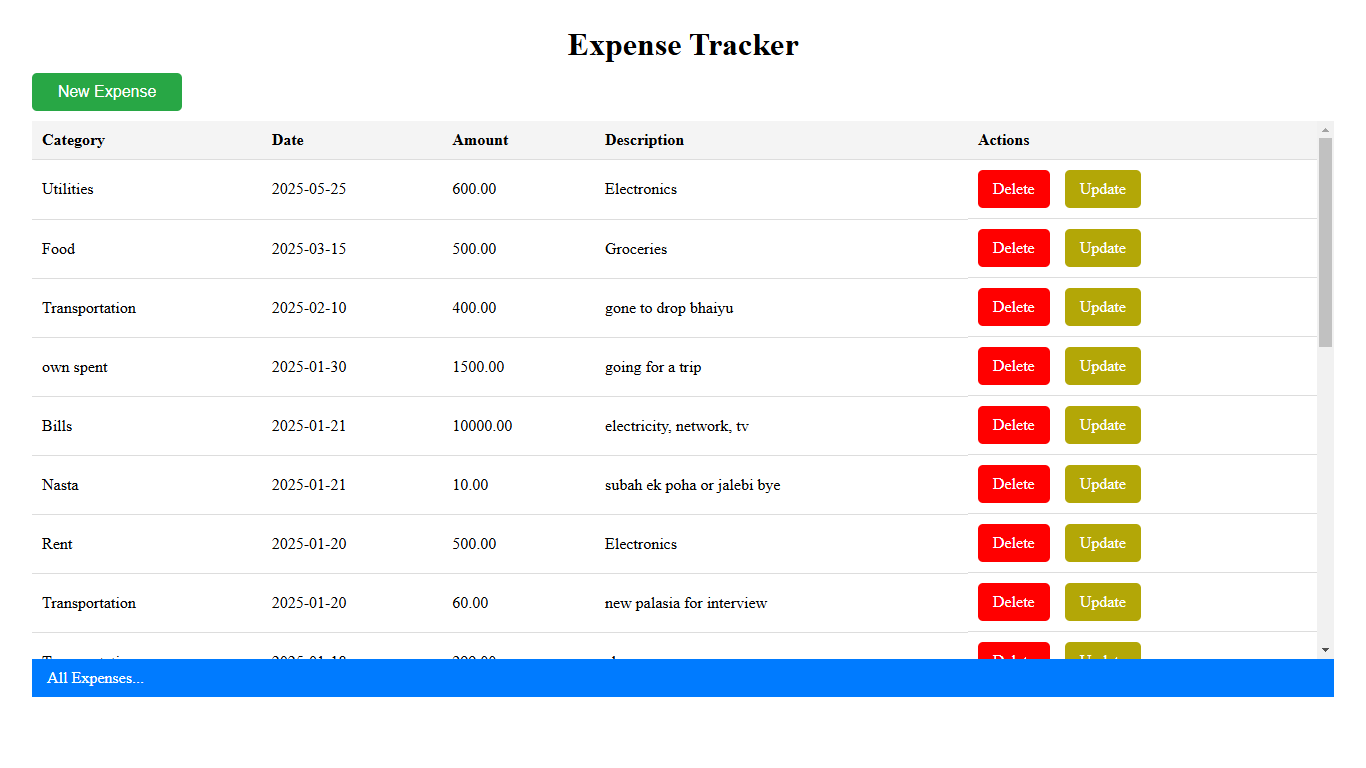 Expense Tracker
New Expense
Category Date Amount Description Actions
Utilities 2025-05-25 600.00 Electronics Delete Update
Food 2025-03-15 500.00 Groceries Delete Update
Transportation 2025-02-10 400.00 gone to drop bhaiyu Delete Update
own spent 2025-01-30 1500.00 going for a trip Delete Update
Bills 2025-01-21 10000.00 electricity, network, tv Delete Update
Nasta 2025-01-21 10.00 subah ek poha or jalebi bye Delete Update
Rent 2025-01-20 500.00 Electronics Delete Update
Transportation 2025-01-20 60.00 new palasia for interview Delete Update
All Expenses...